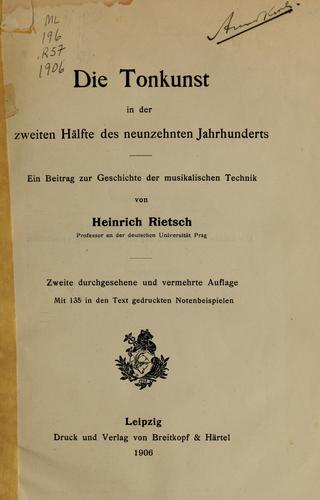 ML
196
.R57
1906
Die Tonkunst
in der
zweiten Hälfte des neunzehnten Jahrhunderts
Ein Beitrag zur Geschichte der musikalischen Technik
von
Heinrich Rietsch
Professor an der deutschen Universität Prag
Zweite durchgesehene und vermehrte Auflage
Mit 135 in den Text gedruckten Notenbeispielen
Leipzig
Druck und Verlag von Breitkopf & Härtel
1906